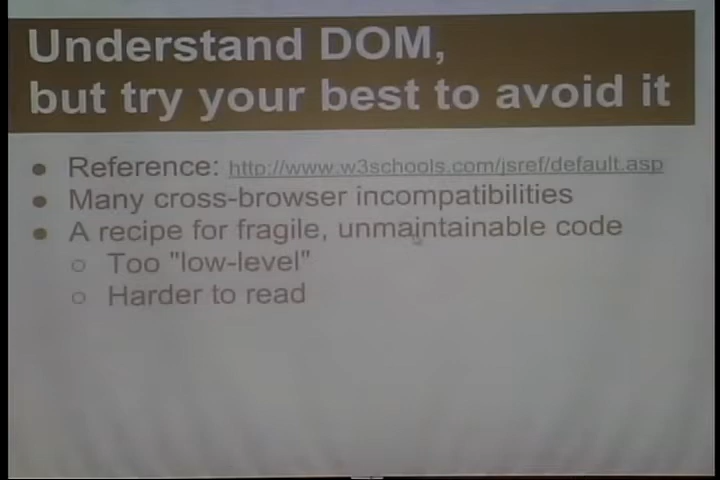 Understand DOM,
but try your best to avoid it
● Reference: http://www.w3schools.com/jsref/default.asp
● Many cross-browser incompatibilities
● A recipe for fragile, unmaintainable code
○ Too "low-level"
○ Harder to read